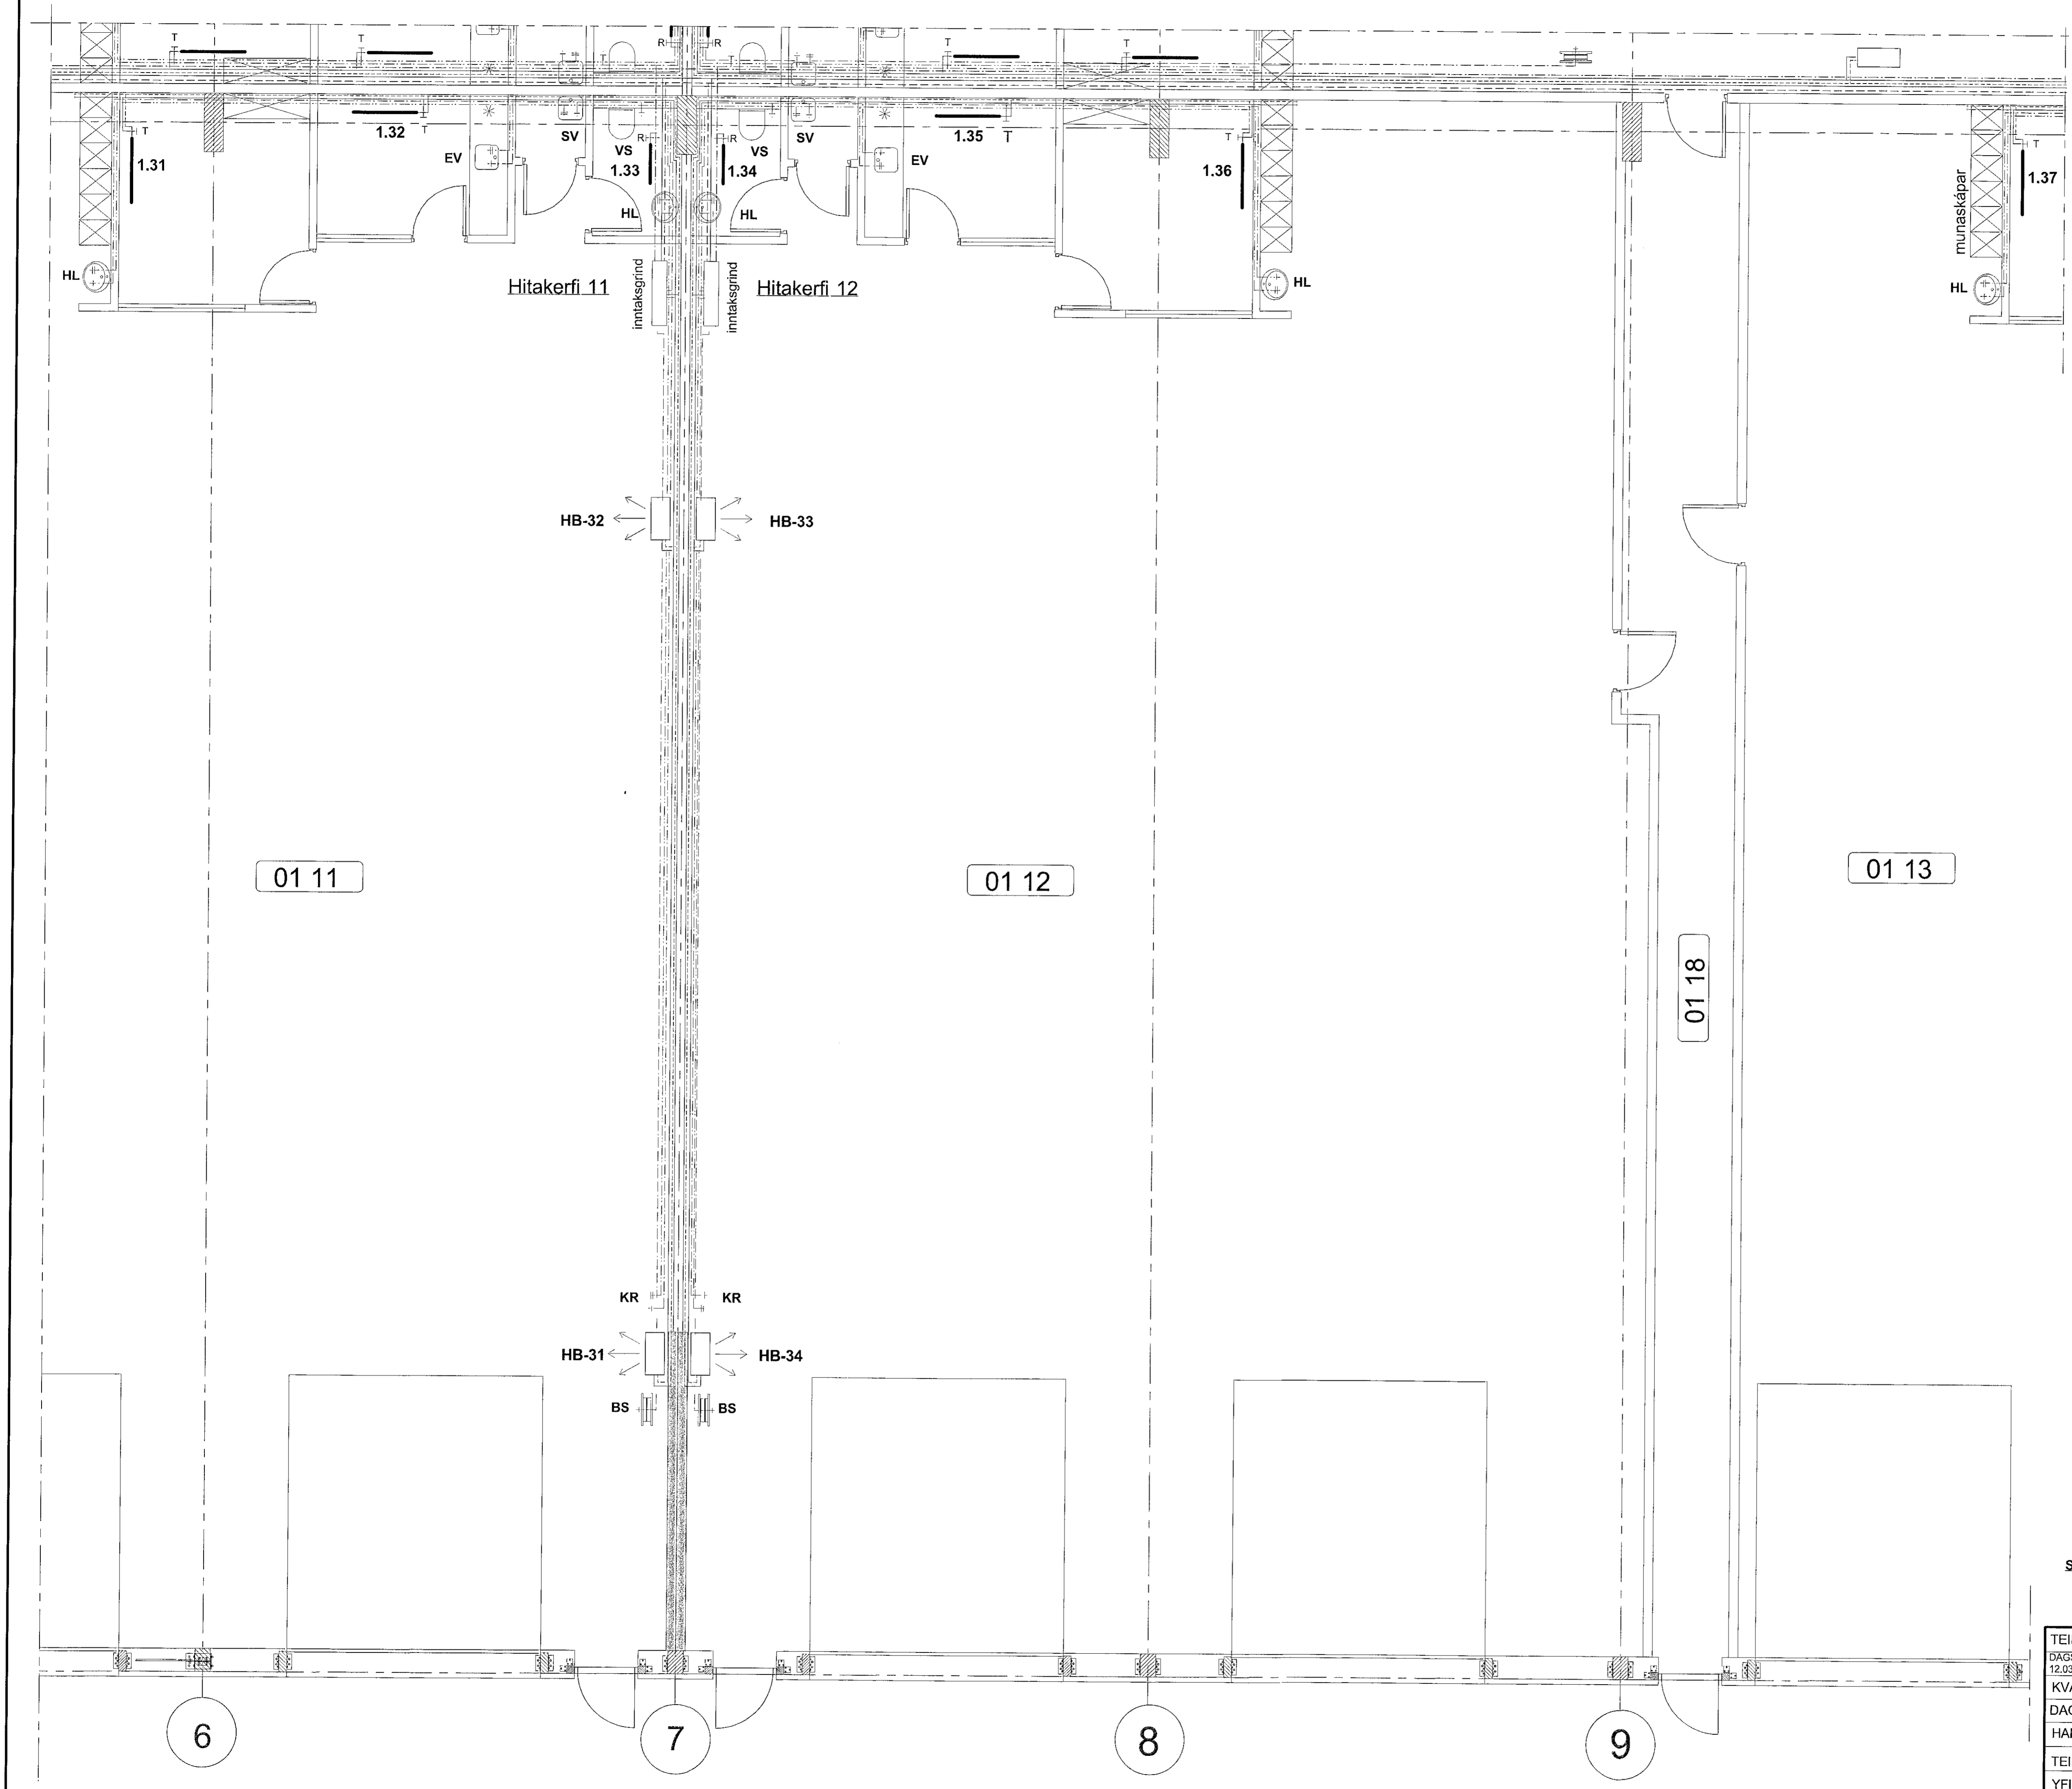 T
T
R
R
T
T
T
1.31
1.32
T
EV
SV
VS
R
1.33
R
1.34
VS
SV
EV
1.35
T
1.36
T
munaskápar
T
1.37
HL
HL
HL
HL
HL
Hitakerfi 11
inntaksgrind
inntaksgrind
Hitakerfi 12
HB-32
HB-33
01 11
01 12
01 13
01 18
KR
KR
HB-31
HB-34
BS
BS
6
7
8
9